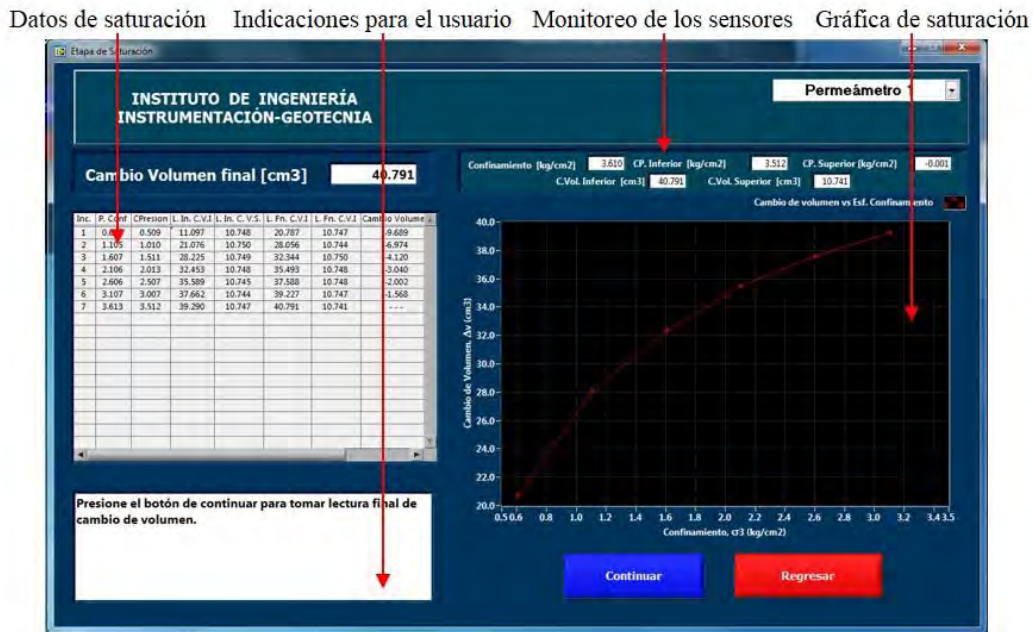 Datos de saturación Indicaciones para el usuario Monitoreo de los sensores Gráfica de saturación
Etapa de Saturación
INSTITUTO DE INGENIERÍA
INSTRUMENTACIÓN-GEOTECNIA
Permeámetro 1
Cambio Volumen final [cm3] 40.791
Confinamiento [kg/cm2] 3.610 CP. Inferior [kg/cm2] 3.512 CP. Superior [kg/cm2] -0.001
C.Vol. Inferior [cm3] 40.791 C.Vol. Superior [cm3] 10.741
Cambio de volumen vs Esf. Confinamiento
Inc. P. Conf CPresion L. In. C.V.I L. In. C. V.S. L. Fn. C.V.I L. Fn. C.V.I Cambio Volume
1 0.509 11.097 10.748 20.787 10.747 -9.689
2 1.105 1.010 21.076 10.750 28.056 10.744 -6.974
3 1.607 1.511 28.225 10.749 32.344 10.750 -4.120
4 2.106 2.013 32.453 10.748 35.493 10.748 -3.040
5 2.606 2.507 35.589 10.745 37.588 10.748 -2.002
6 3.107 3.007 37.662 10.744 39.227 10.747 -1.568
7 3.613 3.512 39.290 10.747 40.791 10.741 ---
Presione el botón de continuar para tomar lectura final de
cambio de volumen.
Cambio de Volumen, Δv [cm3]
40.0
38.0
36.0
34.0
32.0
30.0
28.0
26.0
24.0
22.0
20.0
0.5 0.6 0.8 1.0 1.2 1.4 1.6 1.8 2.0 2.2 2.4 2.6 2.8 3.0 3.2 3.4 3.5
Confinamiento, σ3 (kg/cm2)
Continuar Regresar